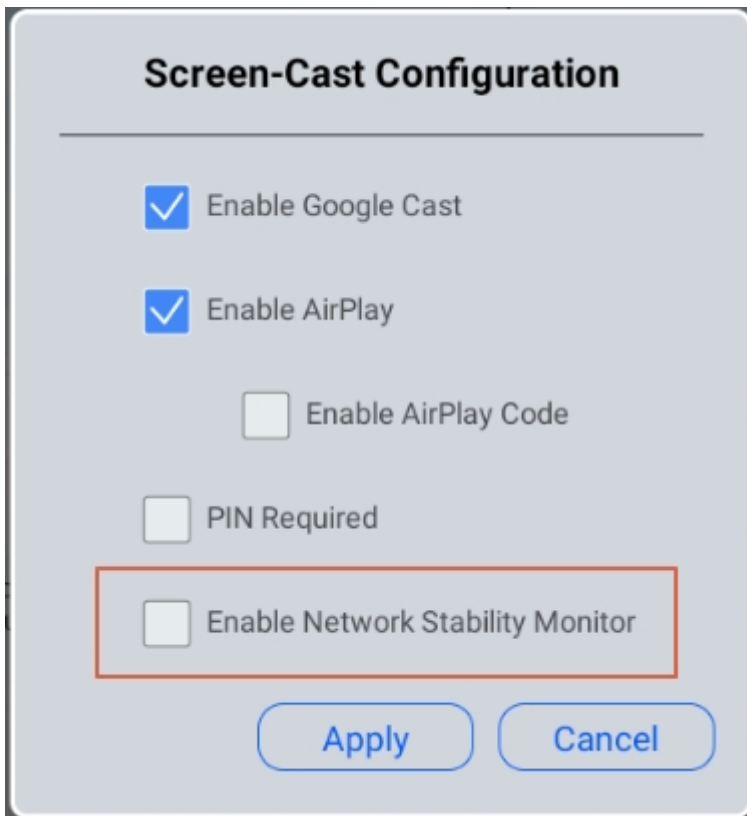 Screen-Cast Configuration
Enable Google Cast
Enable AirPlay
Enable AirPlay Code
PIN Required
Enable Network Stability Monitor
Apply
Cancel